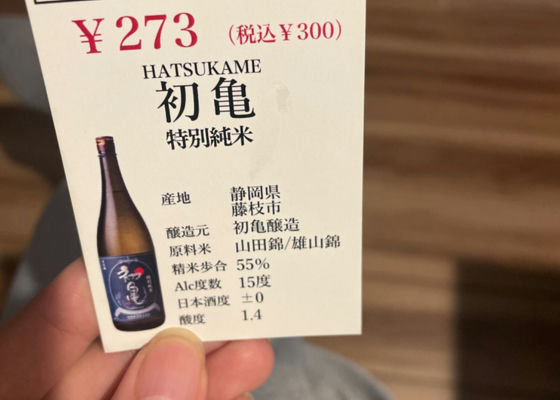 ￥273 （税込￥300）
HATSUKAME
初亀
特別純米
産地 静岡県
藤枝市
醸造元 初亀醸造
原料米 山田錦/雄山錦
精米歩合 55%
Alc度数 15度
日本酒度 ±0
酸度 1.4
初亀